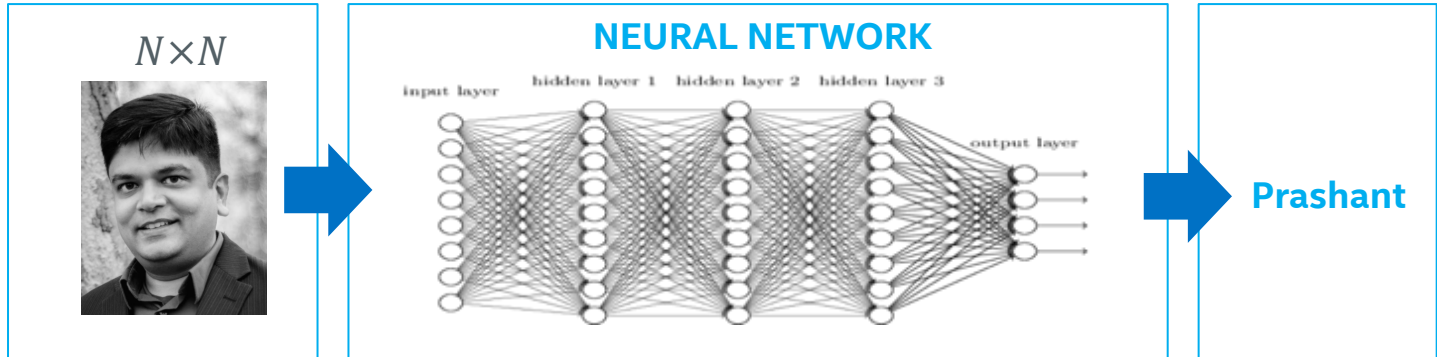 N×N
NEURAL NETWORK
input layer
hidden layer 1
hidden layer 2
hidden layer 3
output layer
Prashant